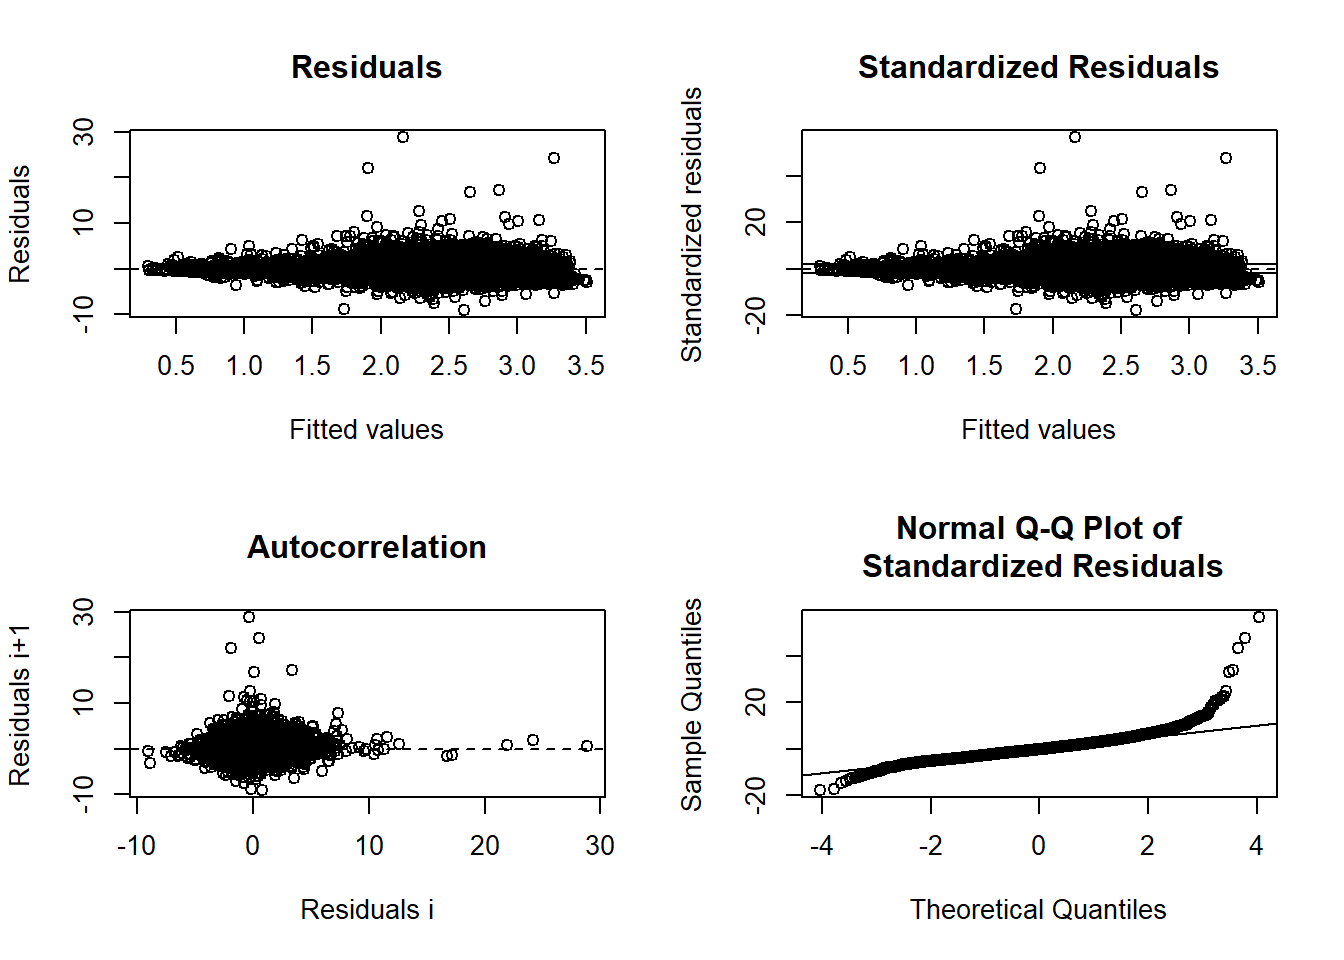 Residuals
Residuals
30
10
-10
0.5 1.0 1.5 2.0 2.5 3.0 3.5
Fitted values
Standardized Residuals
Standardized residuals
20
-20
0.5 1.0 1.5 2.0 2.5 3.0 3.5
Fitted values
Autocorrelation
Residuals i+1
30
10
-10
-10 0 10 20 30
Residuals i
Normal Q-Q Plot of
Standardized Residuals
Sample Quantiles
20
-20
-4 -2 0 2 4
Theoretical Quantiles